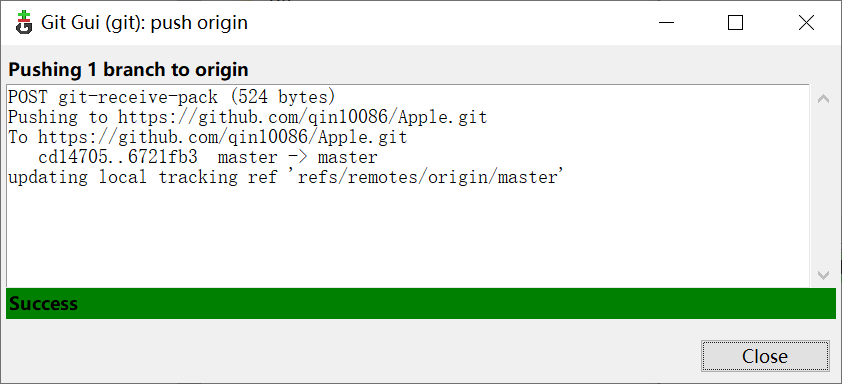 Git Gui (git): push origin
Pushing 1 branch to origin
POST git-receive-pack (524 bytes)
Pushing to https://github.com/qin10086/Apple.git
To https://github.com/qin10086/Apple.git
   cd14705..6721fb3  master -> master
updating local tracking ref 'refs/remotes/origin/master'
Success
Close